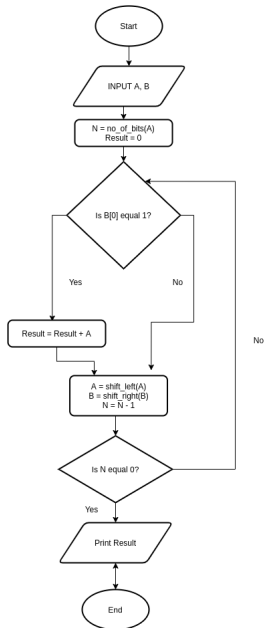 Start
INPUT A, B
N = no_of_bits(A)
Result = 0
Is B[0] equal 1?
Yes
No
Result = Result + A
No
A = shift_left(A)
B = shift_right(B)
N = N - 1
Is N equal 0?
Yes
Print Result
End